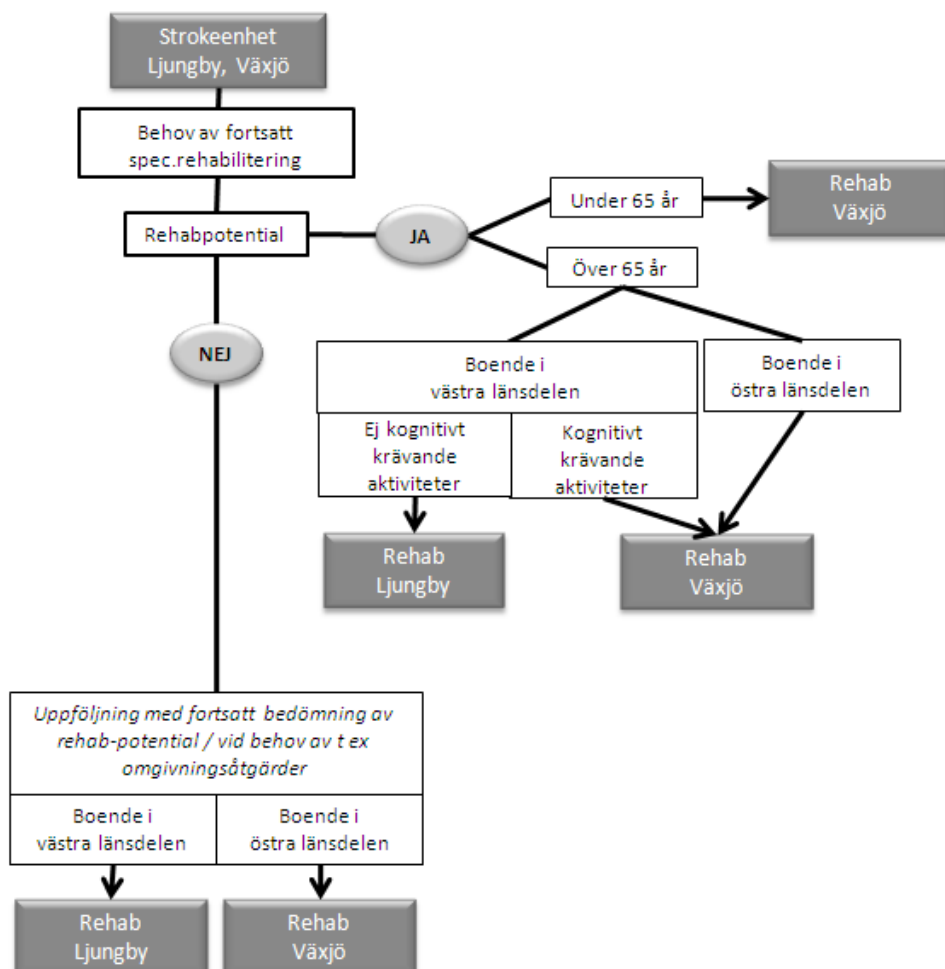 Strokeenhet
Ljungby, Växjö
Behov av fortsatt
spec.rehabilitering
Rehabpotential
JA
Under 65 år
Rehab
Växjö
Över 65 år
NEJ
Boende i
västra länsdelen
Boende i
östra länsdelen
Ej kognitivt
krävande
aktiviteter
Kognitivt
krävande
aktiviteter
Rehab
Ljungby
Rehab
Växjö
Uppföljning med fortsatt bedömning av
rehab-potential / vid behov av t ex
omgivningsåtgärder
Boende i
västra länsdelen
Boende i
östra länsdelen
Rehab
Ljungby
Rehab
Växjö